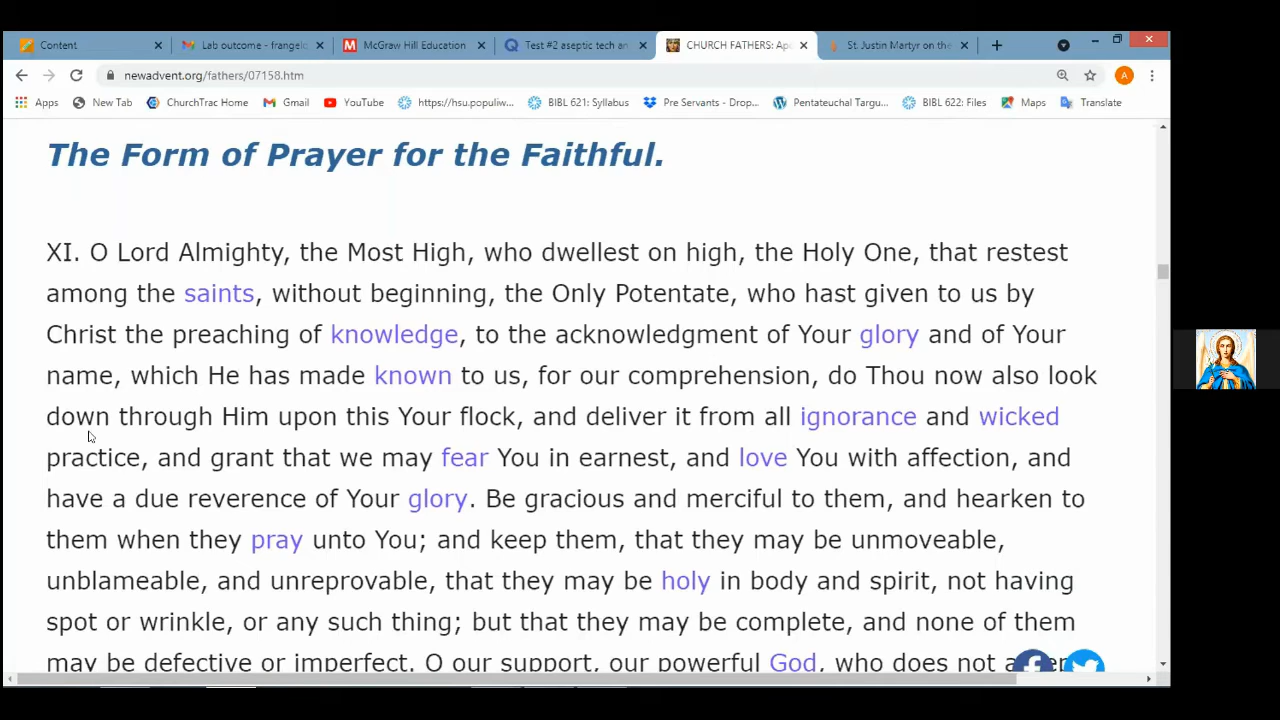 Content
Lab outcome - frangelo
McGraw Hill Education
Test #2 aseptic tech an
CHURCH FATHERS: Apo
St. Justin Martyr on the
newadvent.org/fathers/07158.htm
A
Apps New Tab ChurchTrac Home Gmail YouTube https://hsu.populiw... BIBL 621: Syllabus Pre Servants - Drop... Pentateuchal Targu... BIBL 622: Files Maps Translate
The Form of Prayer for the Faithful.
XI. O Lord Almighty, the Most High, who dwellest on high, the Holy One, that restest
among the saints, without beginning, the Only Potentate, who hast given to us by
Christ the preaching of knowledge, to the acknowledgment of Your glory and of Your
name, which He has made known to us, for our comprehension, do Thou now also look
down through Him upon this Your flock, and deliver it from all ignorance and wicked
practice, and grant that we may fear You in earnest, and love You with affection, and
have a due reverence of Your glory. Be gracious and merciful to them, and hearken to
them when they pray unto You; and keep them, that they may be unmoveable,
unblameable, and unreprovable, that they may be holy in body and spirit, not having
spot or wrinkle, or any such thing; but that they may be complete, and none of them
may be defective or imperfect. O our support, our powerful God, who does not